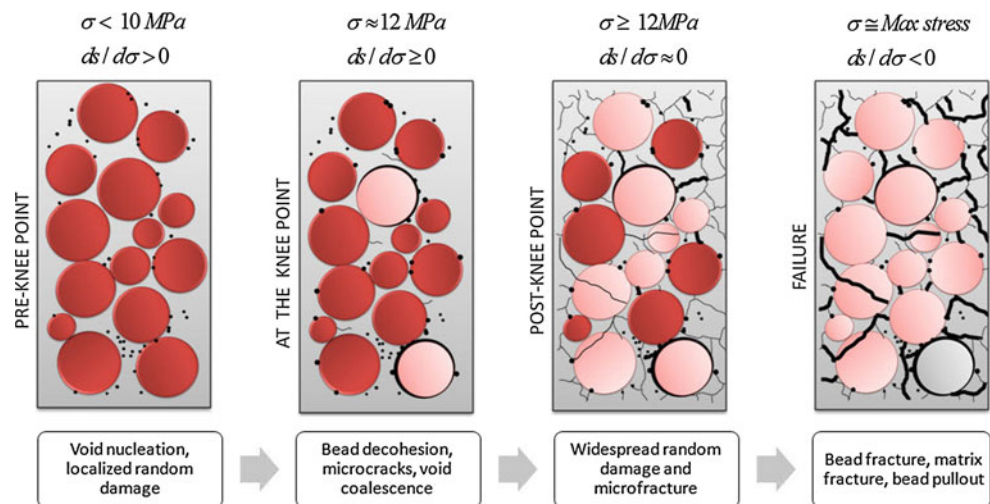 σ < 10 MPa
ds/dσ>0
σ≈12 MPa
ds/dσ≥0
σ≥ 12MPa
ds/dσ≈0
σ≅Max stress
ds/dσ<0
PRE-KNEE POINT
AT THE KNEE POINT
POST-KNEE POINT
FAILURE
Void nucleation,
localized random
damage
Bead decohesion,
microcracks, void
coalescence
Widespread random
damage and
microfracture
Bead fracture, matrix
fracture, bead pullout